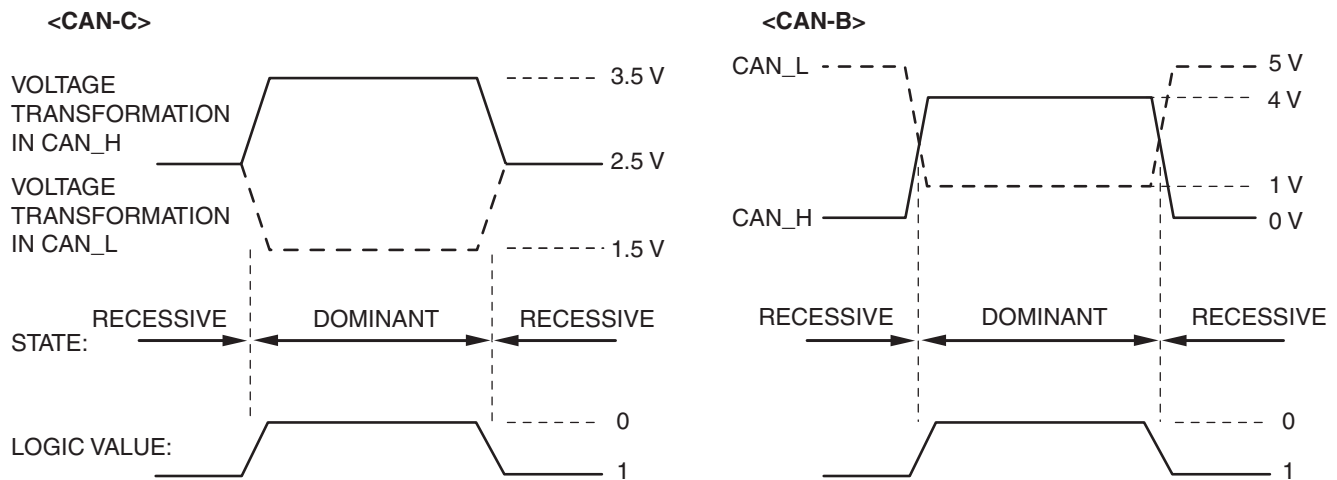 <CAN-C>
VOLTAGE
TRANSFORMATION
IN CAN_H
VOLTAGE
TRANSFORMATION
IN CAN_L
3.5 V
2.5 V
1.5 V
STATE:
RECESSIVE
DOMINANT
RECESSIVE
LOGIC VALUE:
0
1
<CAN-B>
CAN_L
CAN_H
5 V
4 V
1 V
0 V
RECESSIVE
DOMINANT
RECESSIVE
0
1